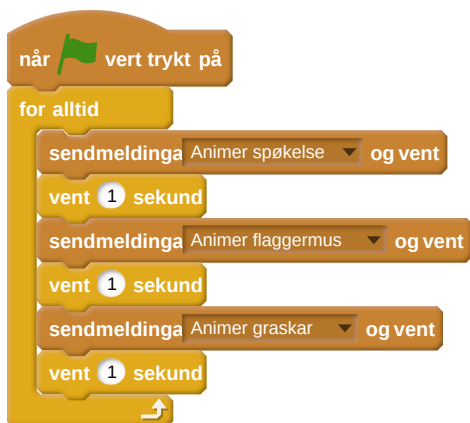 når vert trykt på
for alltid
sendmeldinga Animer spøkelse og vent
vent 1 sekund
sendmeldinga Animer flaggermus og vent
vent 1 sekund
sendmeldinga Animer graskar og vent
vent 1 sekund